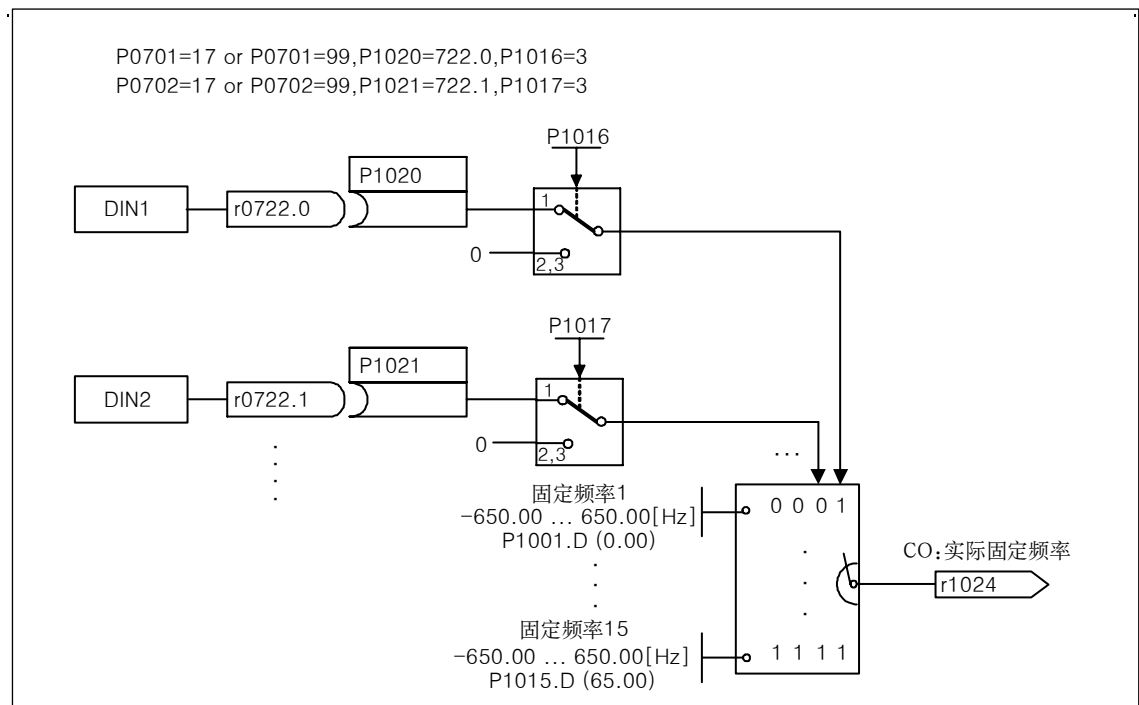 P0701=17 or P0701=99,P1020=722.0,P1016=3
P0702=17 or P0702=99,P1021=722.1,P1017=3
P1016
P1020
DIN1
r0722.0
1
0
2,3
P1017
P1021
DIN2
r0722.1
1
0
2,3
...
固定频率1
-650.00 ... 650.00[Hz]
P1001.D (0.00)
0 0 0 1
CO:实际固定频率
r1024
固定频率15
-650.00 ... 650.00[Hz]
P1015.D (65.00)
1 1 1 1